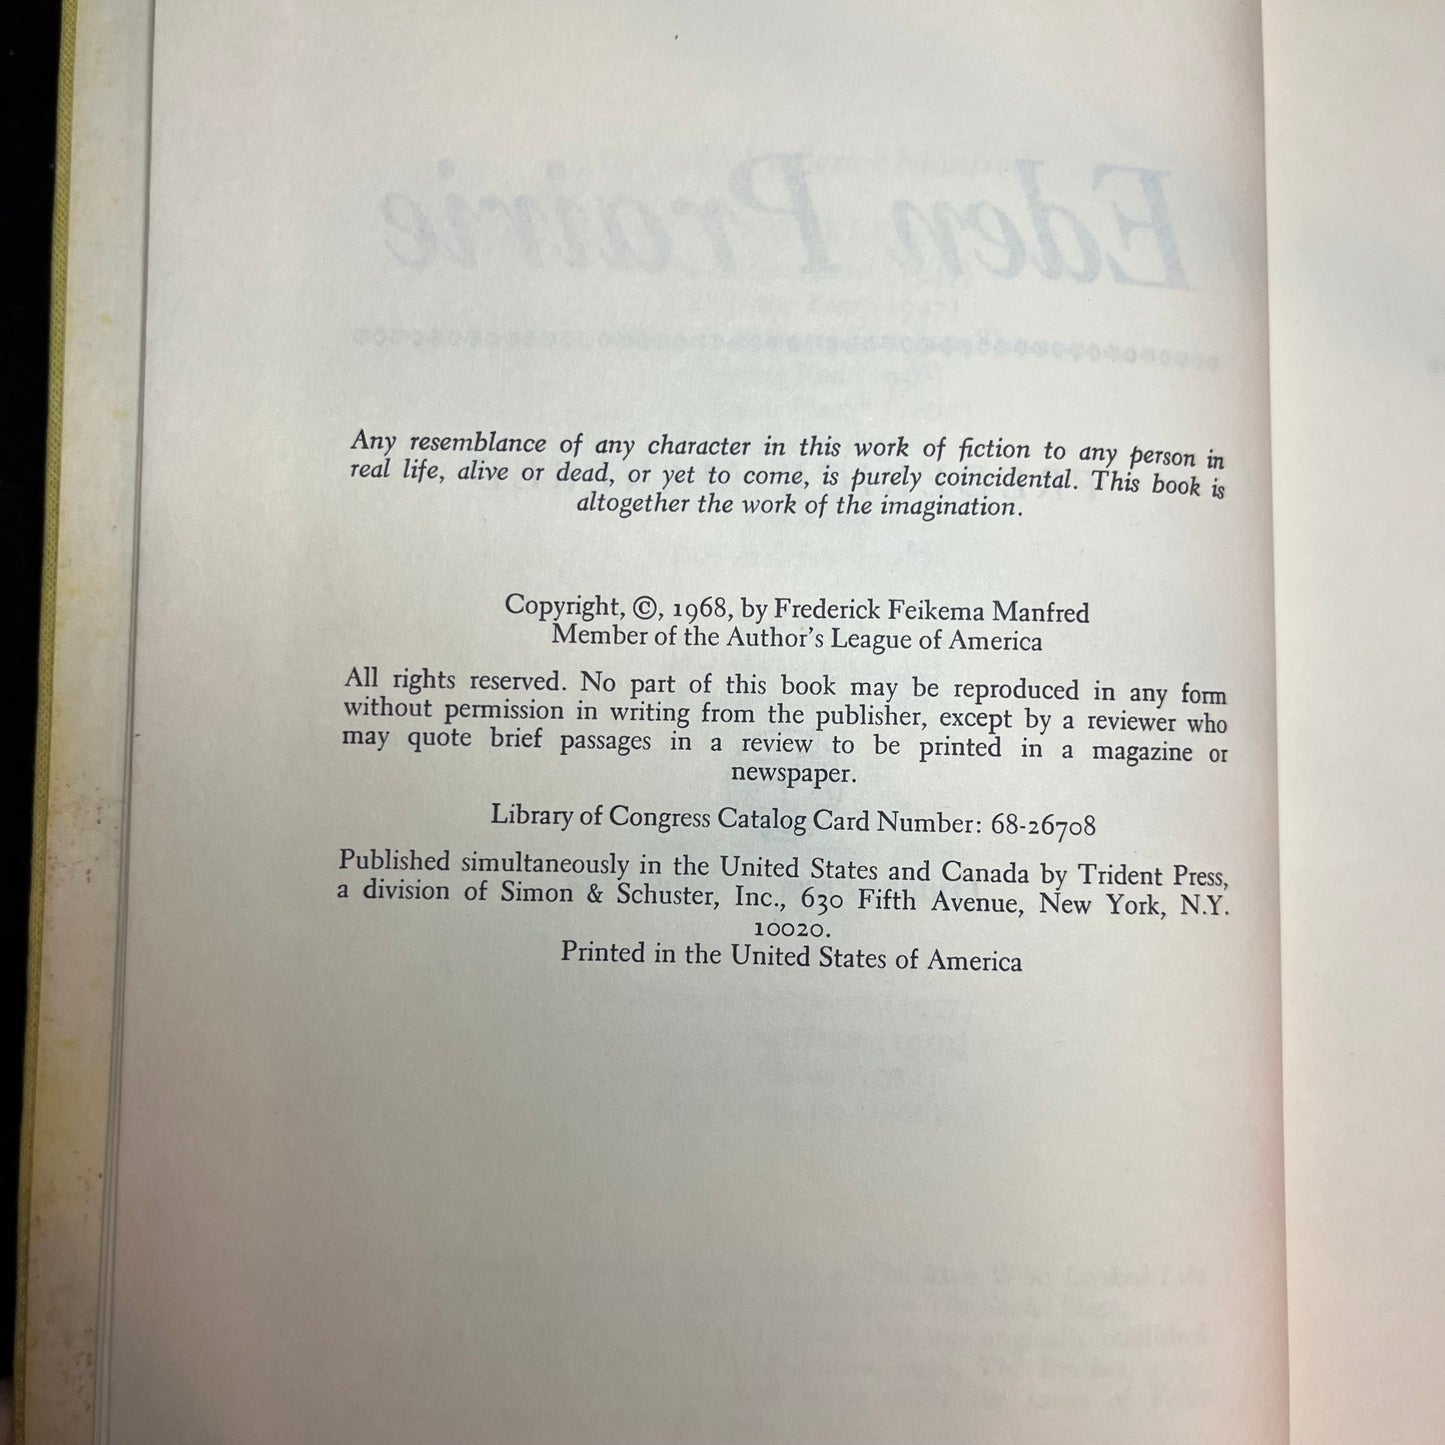 Eden Prairie
Any resemblance of any character in this work of fiction to any person in
real life, alive or dead, or yet to come, is purely coincidental. This book is
altogether the work of the imagination.
Copyright, ©, 1968, by Frederick Feikema Manfred
Member of the Author's League of America
All rights reserved. No part of this book may be reproduced in any form
without permission in writing from the publisher, except by a reviewer who
may quote brief passages in a review to be printed in a magazine or
newspaper.
Library of Congress Catalog Card Number: 68-26708
Published simultaneously in the United States and Canada by Trident Press,
a division of Simon & Schuster, Inc., 630 Fifth Avenue, New York, N.Y.
10020.
Printed in the United States of America